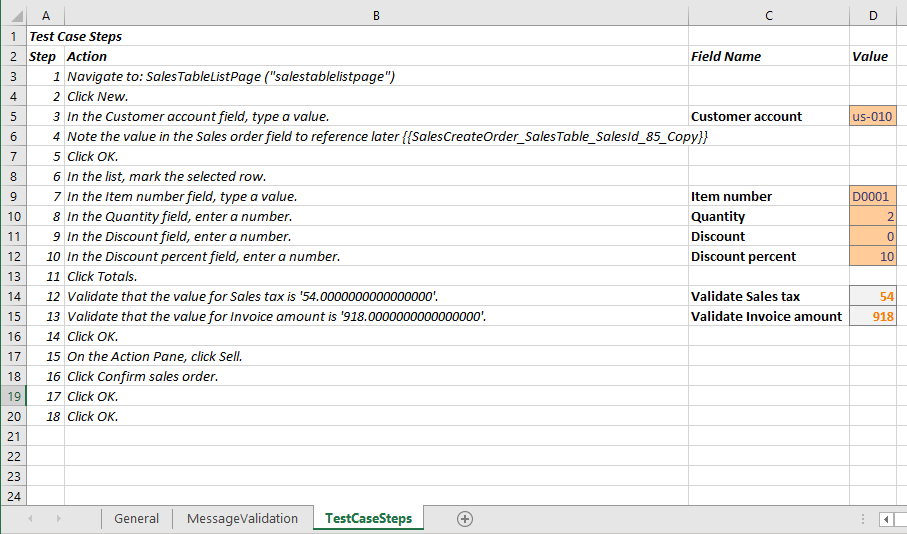 A B C D
1 Test Case Steps
2 Step Action Field Name Value
3 1 Navigate to: SalesTableListPage ("salestablelistpage")
4 2 Click New.
5 3 In the Customer account field, type a value. Customer account us-010
6 4 Note the value in the Sales order field to reference later {{SalesCreateOrder_SalesTable_SalesId_85_Copy}}
7 5 Click OK.
8 6 In the list, mark the selected row.
9 7 In the Item number field, type a value. Item number D0001
10 8 In the Quantity field, enter a number. Quantity 2
11 9 In the Discount field, enter a number. Discount 0
12 10 In the Discount percent field, enter a number. Discount percent 10
13 11 Click Totals.
14 12 Validate that the value for Sales tax is '54.0000000000000000'. Validate Sales tax 54
15 13 Validate that the value for Invoice amount is '918.0000000000000000'. Validate Invoice amount 918
16 14 Click OK.
17 15 On the Action Pane, click Sell.
18 16 Click Confirm sales order.
19 17 Click OK.
20 18 Click OK.
21
22
23
24
General MessageValidation TestCaseSteps